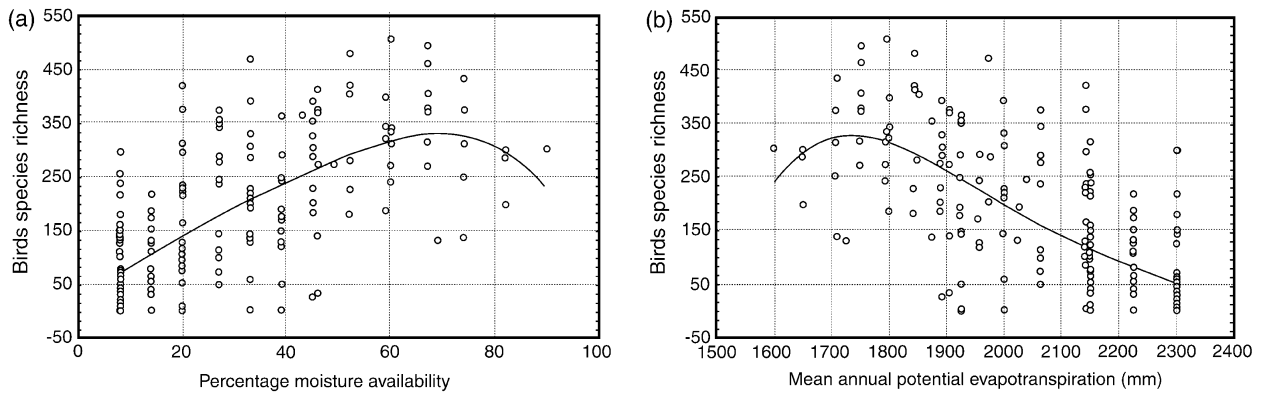 (a)
550
450
350
250
150
50
-50
Birds species richness
0 20 40 60 80 100
Percentage moisture availability
(b)
550
450
350
250
150
50
-50
Birds species richness
1500 1600 1700 1800 1900 2000 2100 2200 2300 2400
Mean annual potential evapotranspiration (mm)